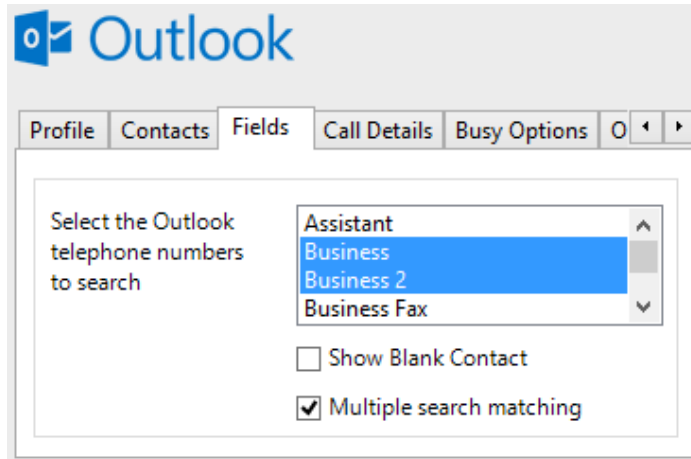 Outlook
Profile Contacts Fields Call Details Busy Options O
Select the Outlook
telephone numbers
to search
Assistant
Business
Business 2
Business Fax
Show Blank Contact
Multiple search matching